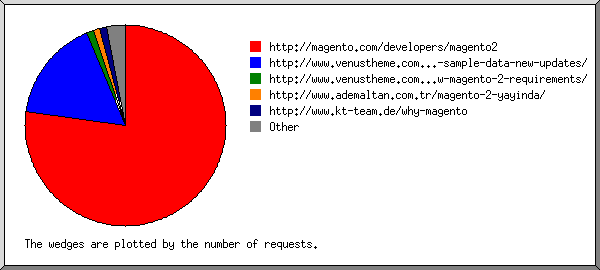 http://magento.com/developers/magento2
http://www.venustheme.com...-sample-data-new-updates/
http://www.venustheme.com...w-magento-2-requirements/
http://www.ademaltan.com.tr/magento-2-yayinda/
http://www.kt-team.de/why-magento
Other
The wedges are plotted by the number of requests.